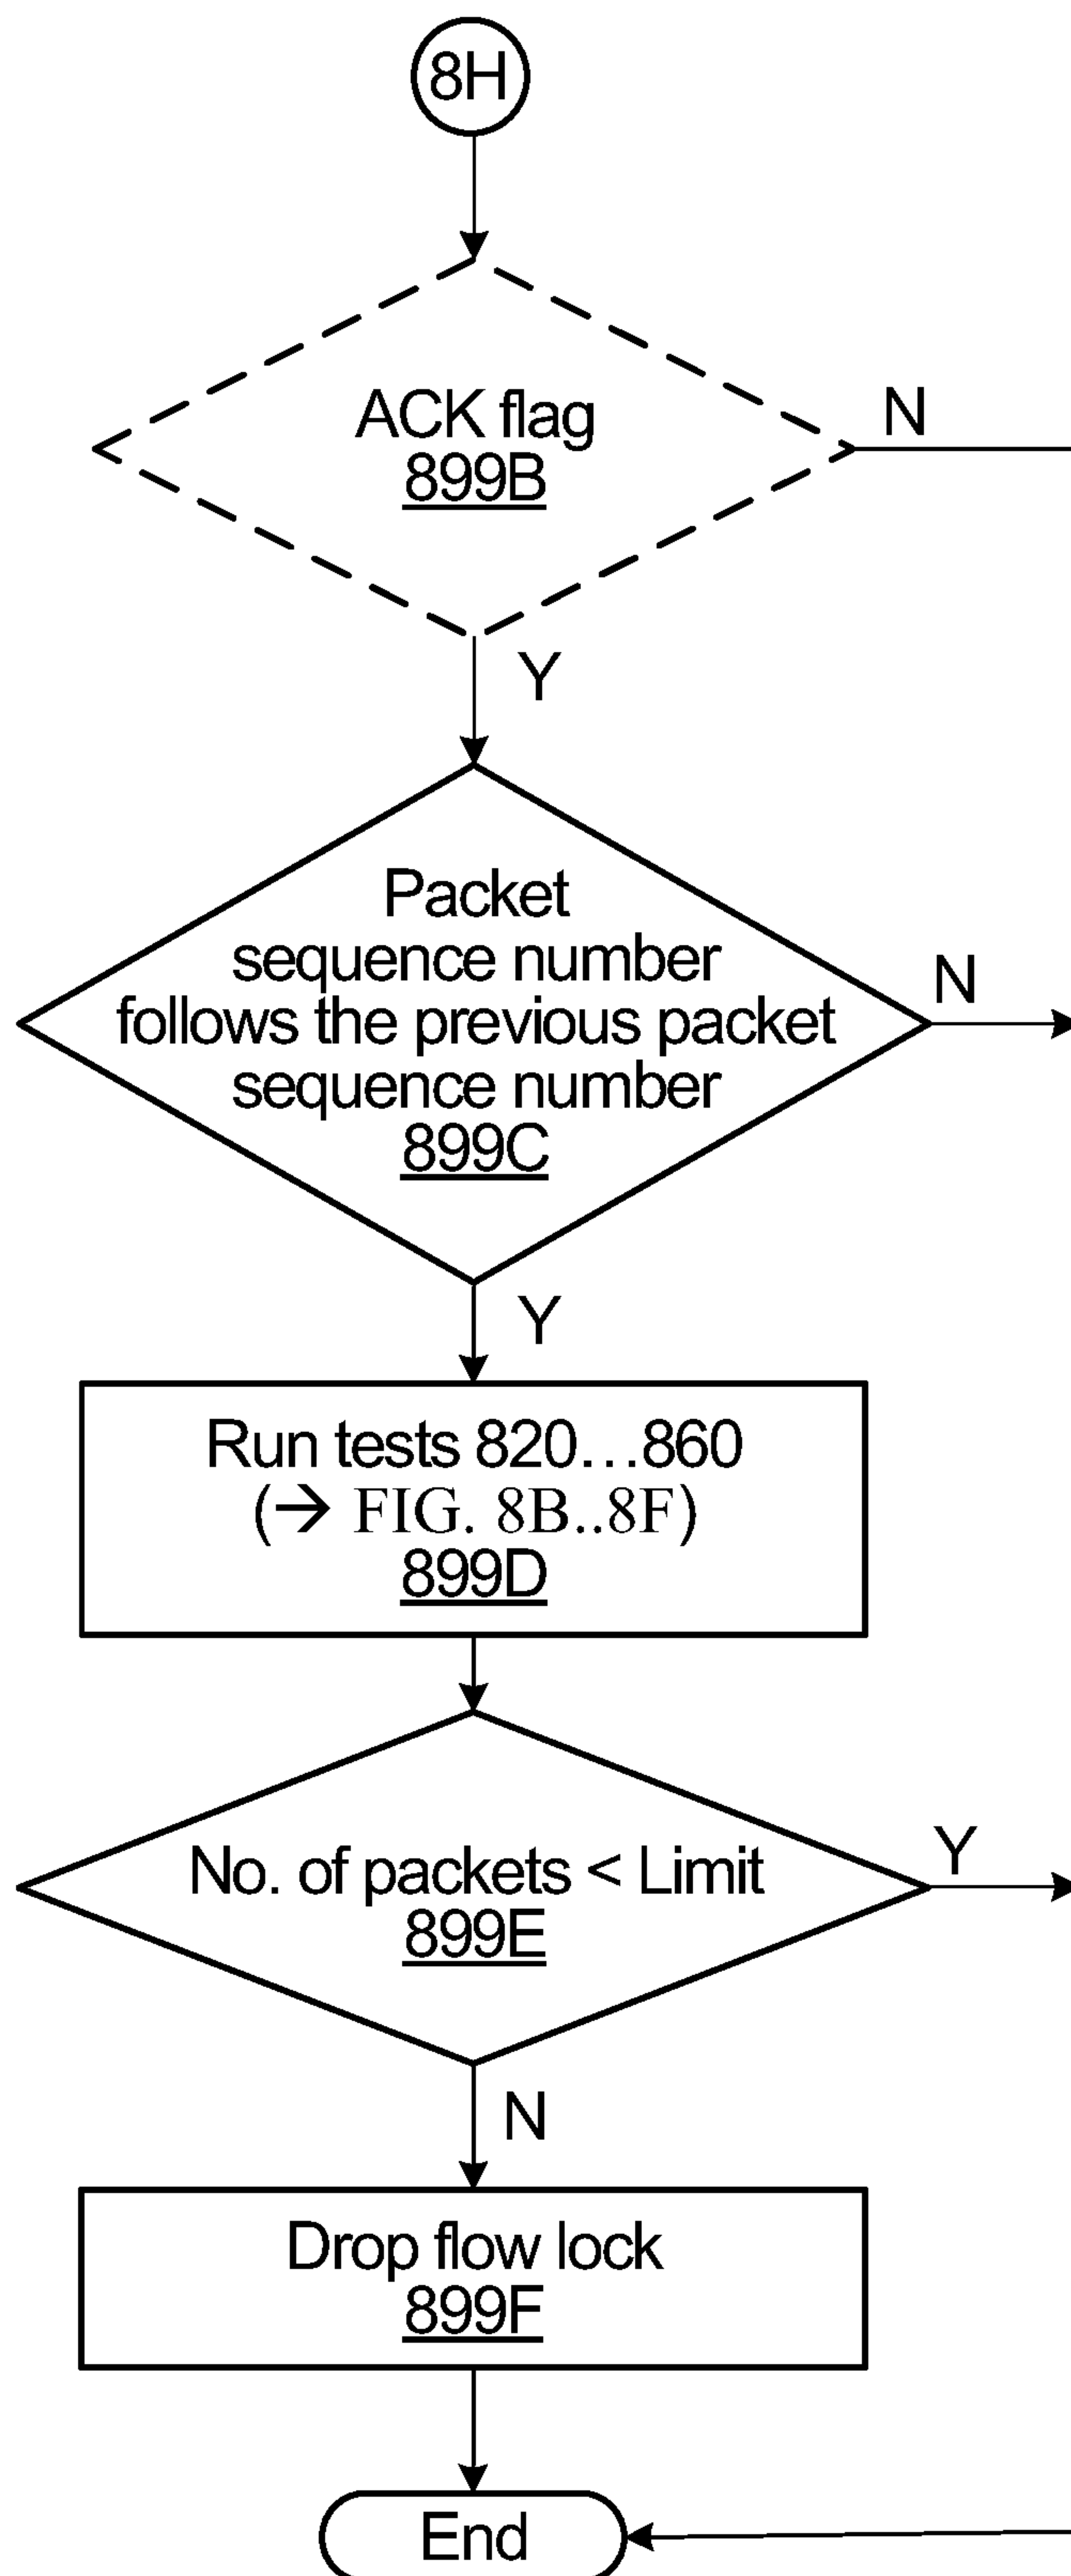 8H
ACK flag
899B
N
Y
Packet
sequence number
follows the previous packet
sequence number
899C
N
Y
Run tests 820...860
(→ FIG. 8B..8F)
899D
No. of packets < Limit
899E
Y
N
Drop flow lock
899F
End